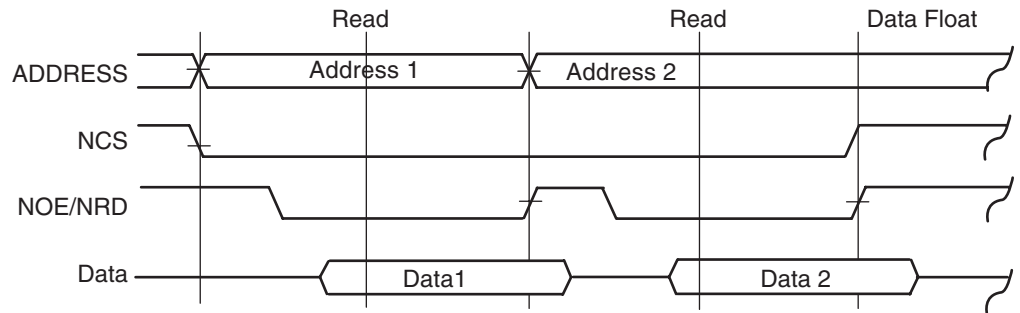 Read Read Data Float
ADDRESS Address 1 Address 2
NCS
NOE/NRD
Data Data1 Data 2